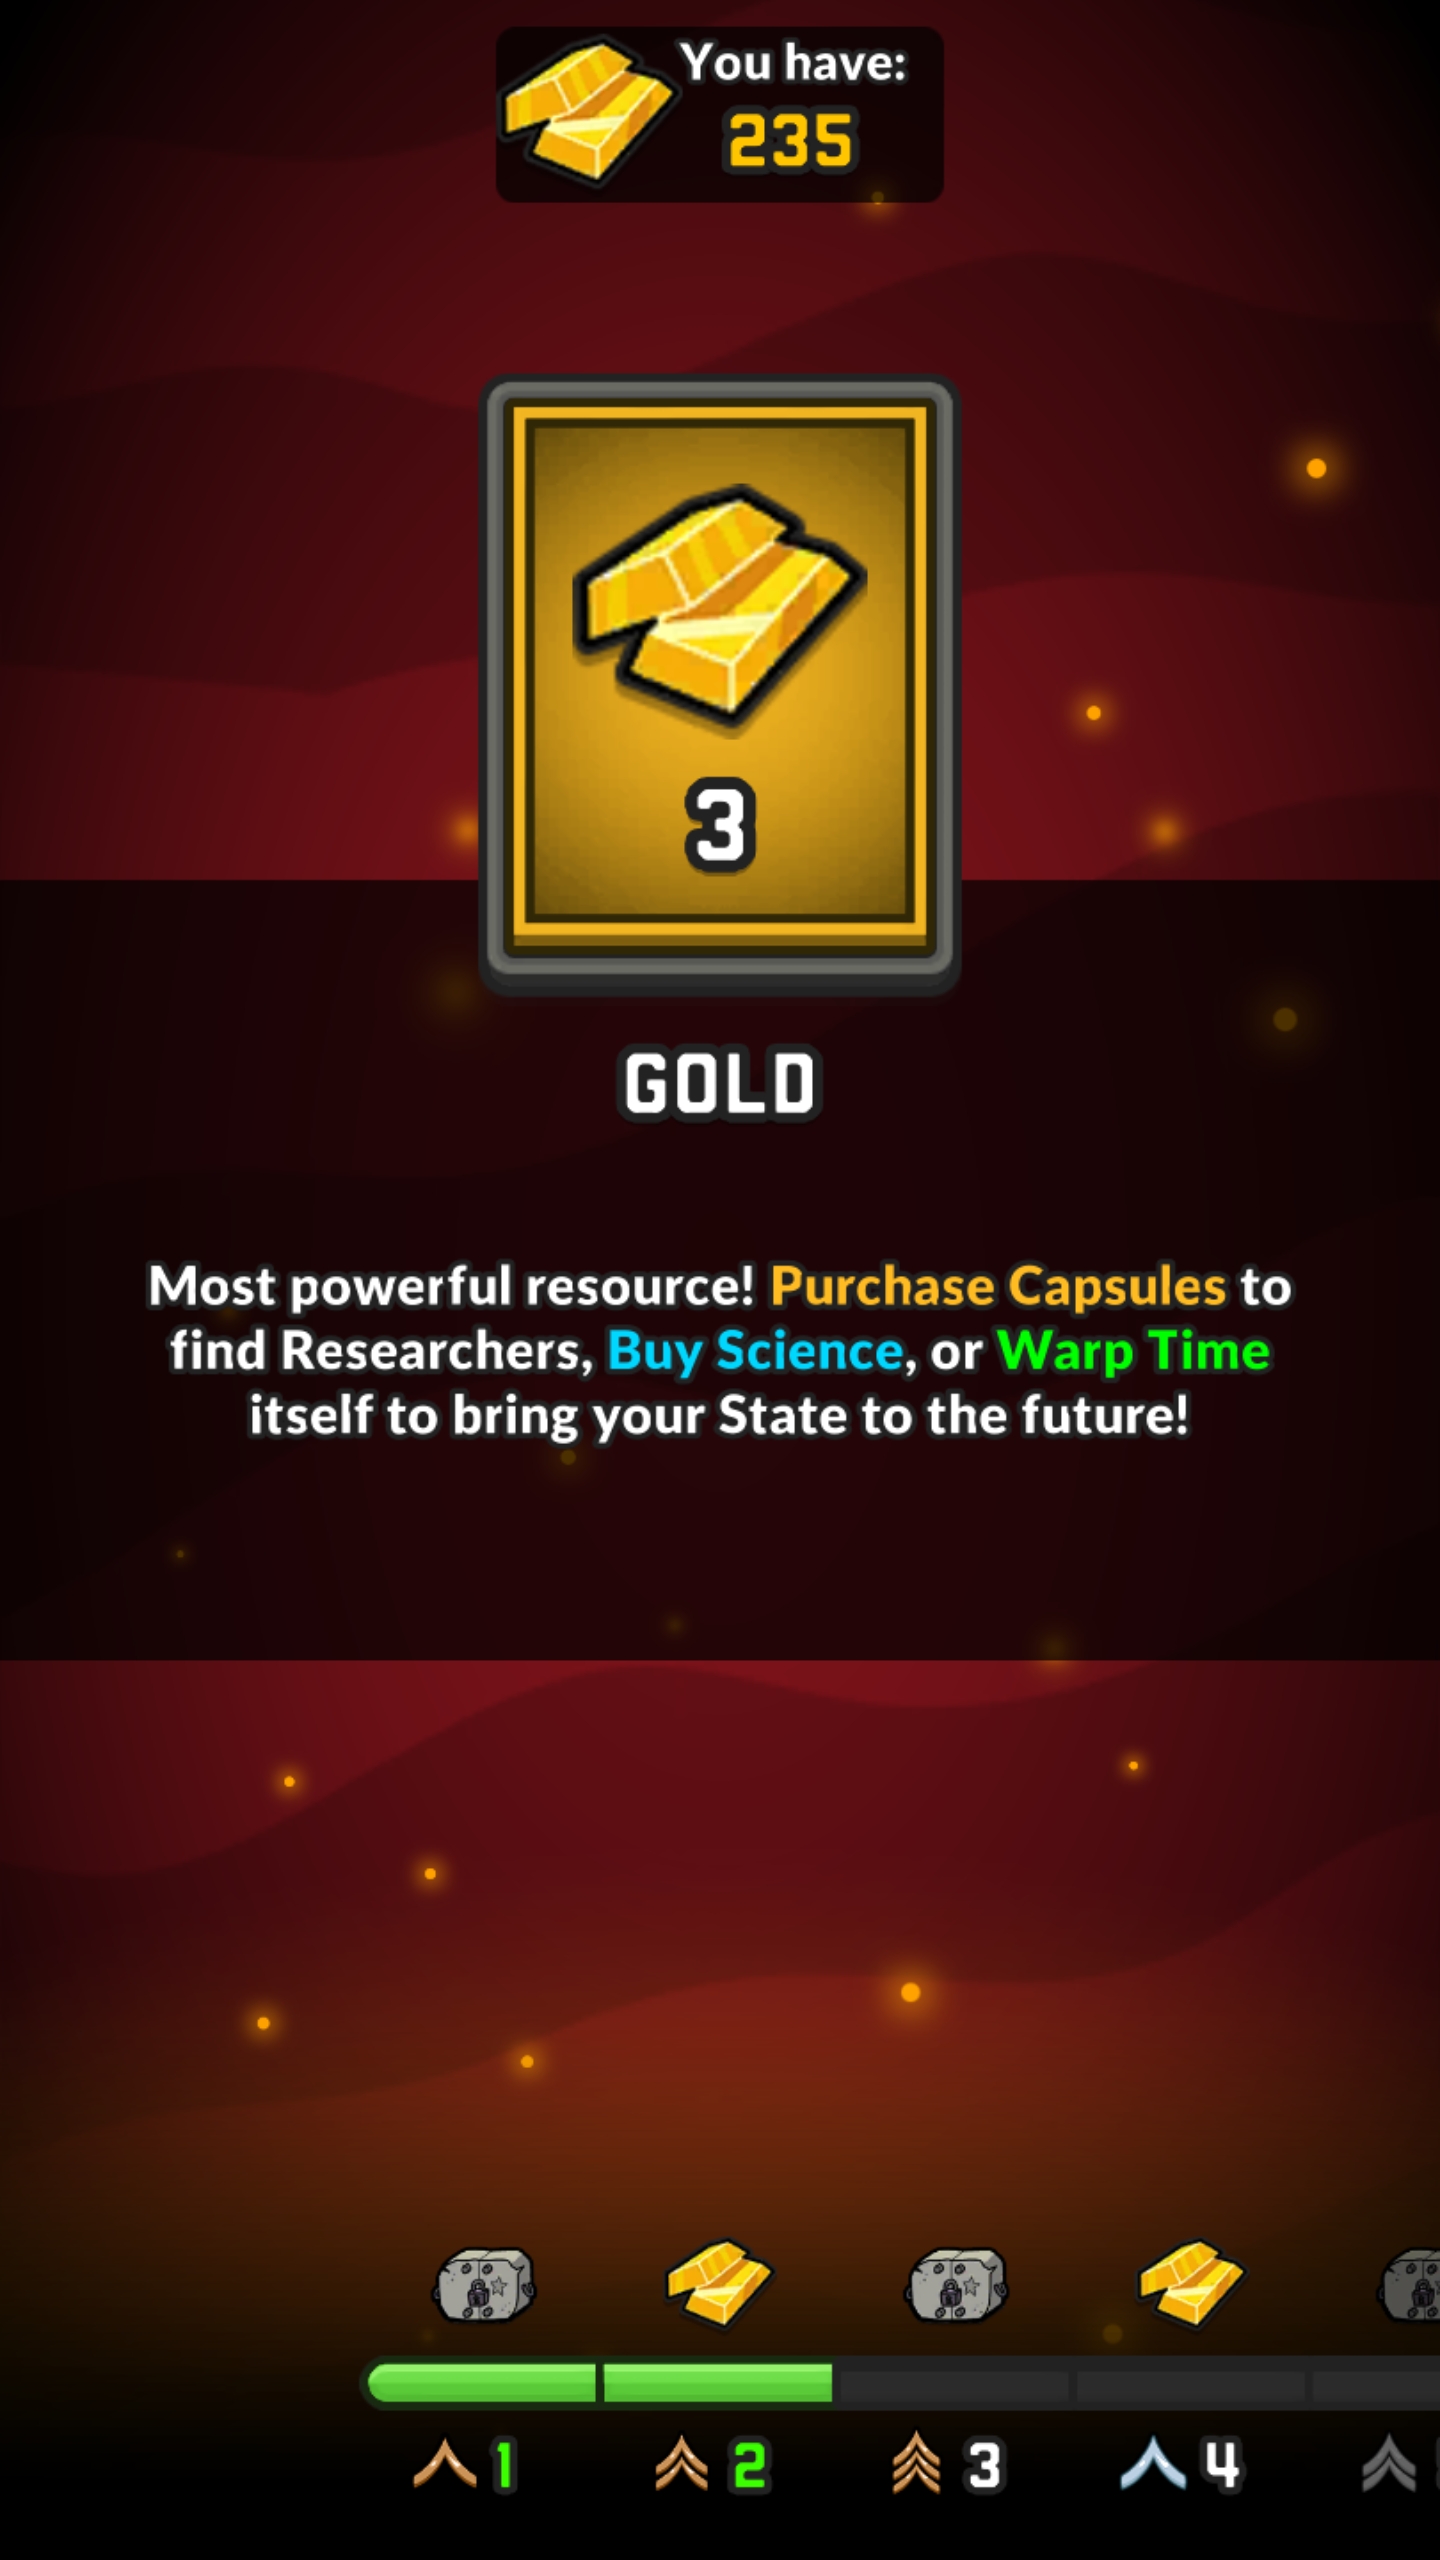 You have:
235
3
GOLD
Most powerful resource! Purchase Capsules to
find Researchers, Buy Science, or Warp Time
itself to bring your State to the future!
1 2 3 4